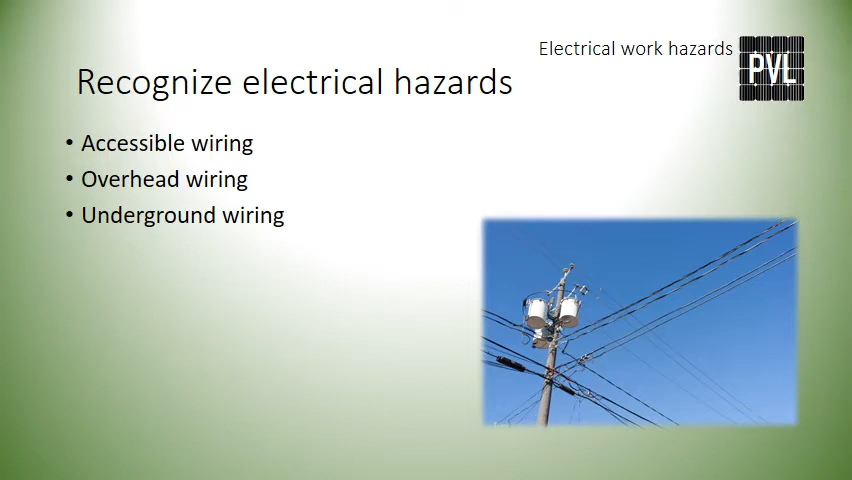 Electrical work hazards
PVL
Recognize electrical hazards
• Accessible wiring
• Overhead wiring
• Underground wiring